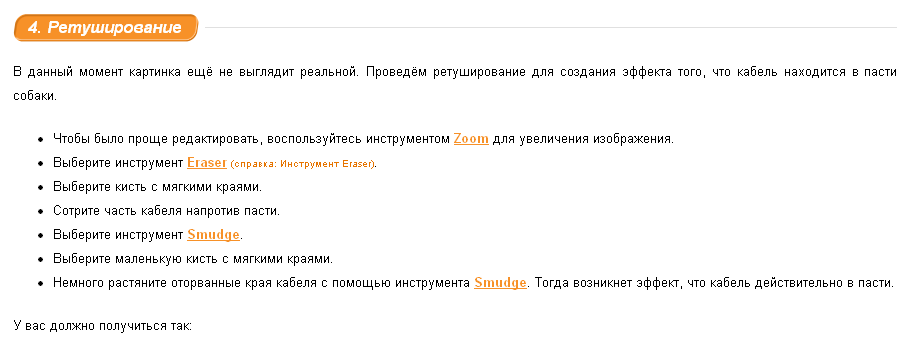 4. Ретуширование
В данный момент картинка ещё не выглядит реальной. Проведём ретуширование для создания эффекта того, что кабель находится в пасти
собаки.
Чтобы было проще редактировать, воспользуйтесь инструментом Zoom для увеличения изображения.
Выберите инструмент Eraser (справка: Инструмент Eraser).
Выберите кисть с мягкими краями.
Сотрите часть кабеля напротив пасти.
Выберите инструмент Smudge.
Выберите маленькую кисть с мягкими краями.
Немного растяните оторванные края кабеля с помощью инструмента Smudge. Тогда возникнет эффект, что кабель действительно в пасти.
У вас должно получиться так: